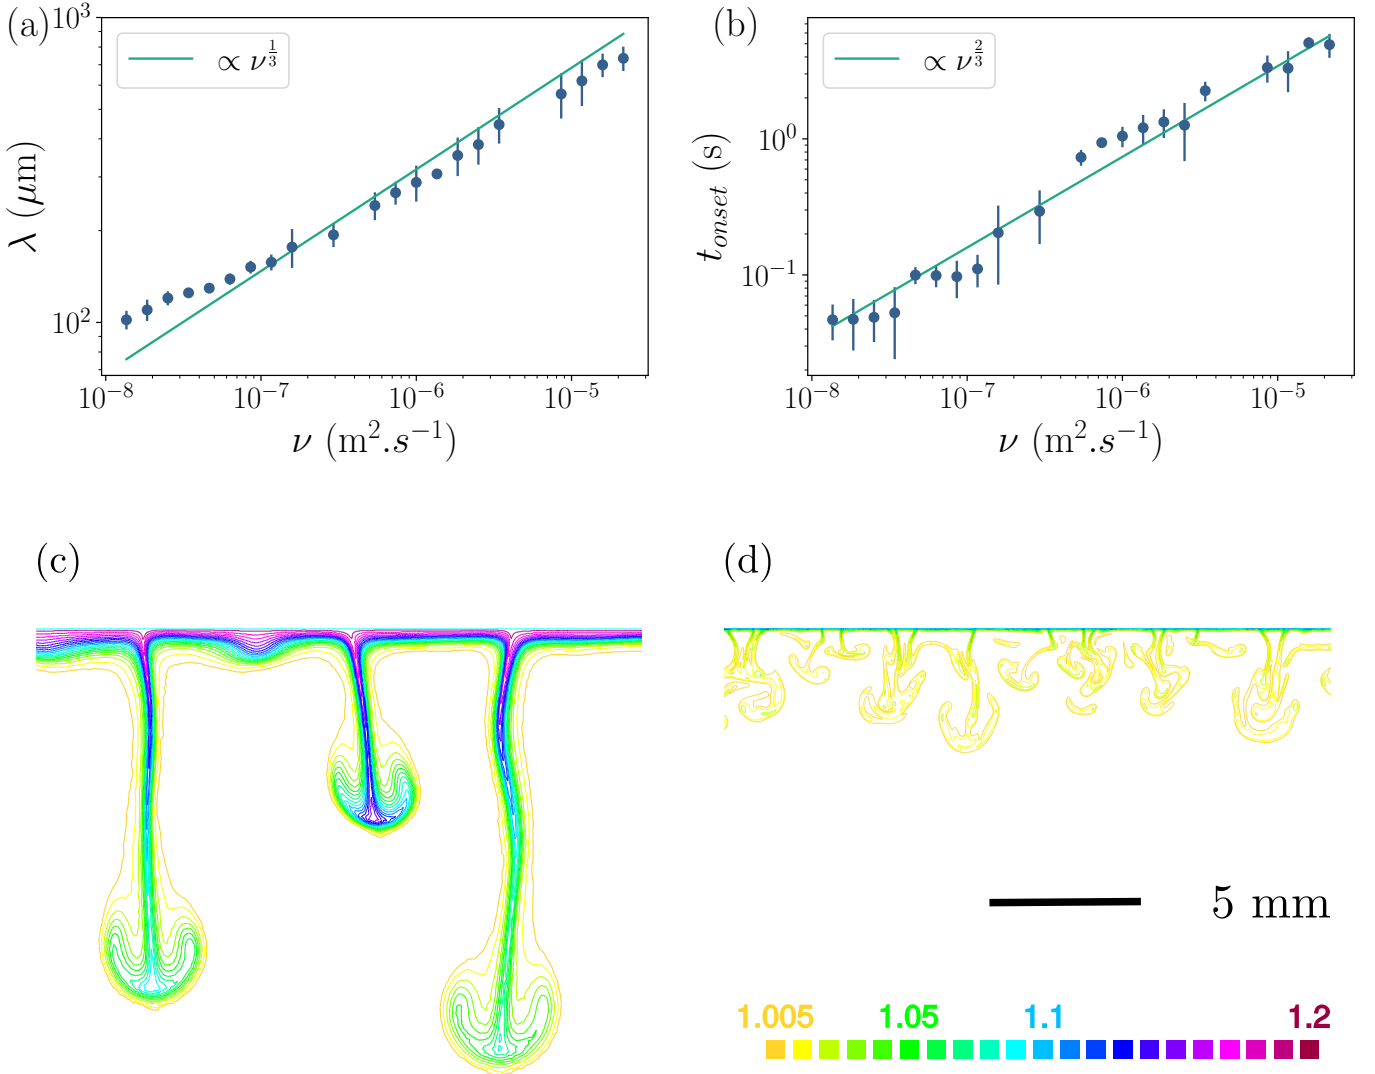 (a)
10³
∝ ν^{1/3}
λ (μm)
10²
10⁻⁸ 10⁻⁷ 10⁻⁶ 10⁻⁵
ν (m².s⁻¹)
(b)
∝ ν^{2/3}
t_{onset} (s)
10⁰
10⁻¹
10⁻⁸ 10⁻⁷ 10⁻⁶ 10⁻⁵
ν (m².s⁻¹)
(c)
(d)
5 mm
1.005 1.05 1.1 1.2